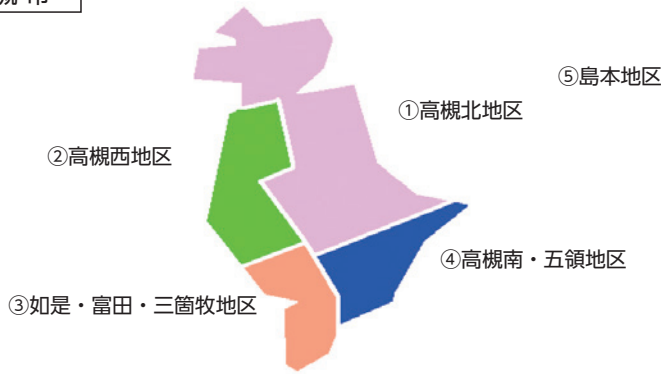 ⑤島本地区
①高槻北地区
②高槻西地区
④高槻南・五領地区
③如是・富田・三箇牧地区